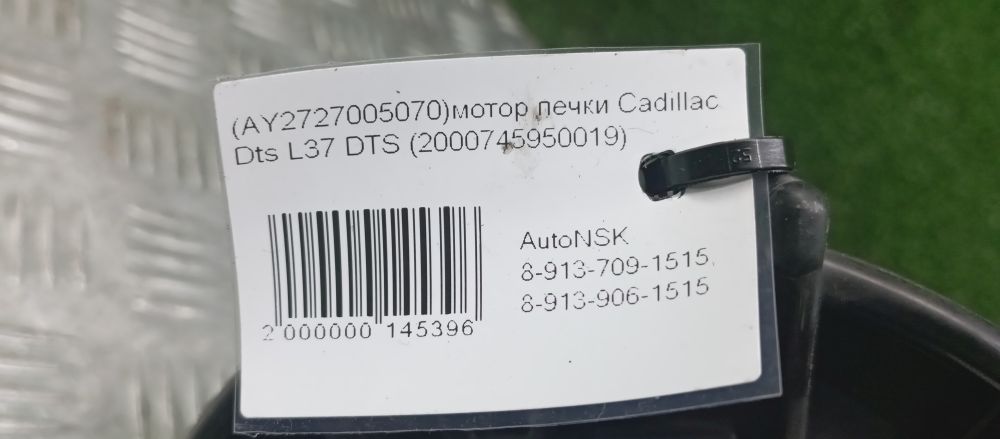 (AY2727005070)мотор печки Cadillac
Dts L37 DTS (2000745950019)
AutoNSK
8-913-709-1515,
8-913-906-1515
2 000000 145396